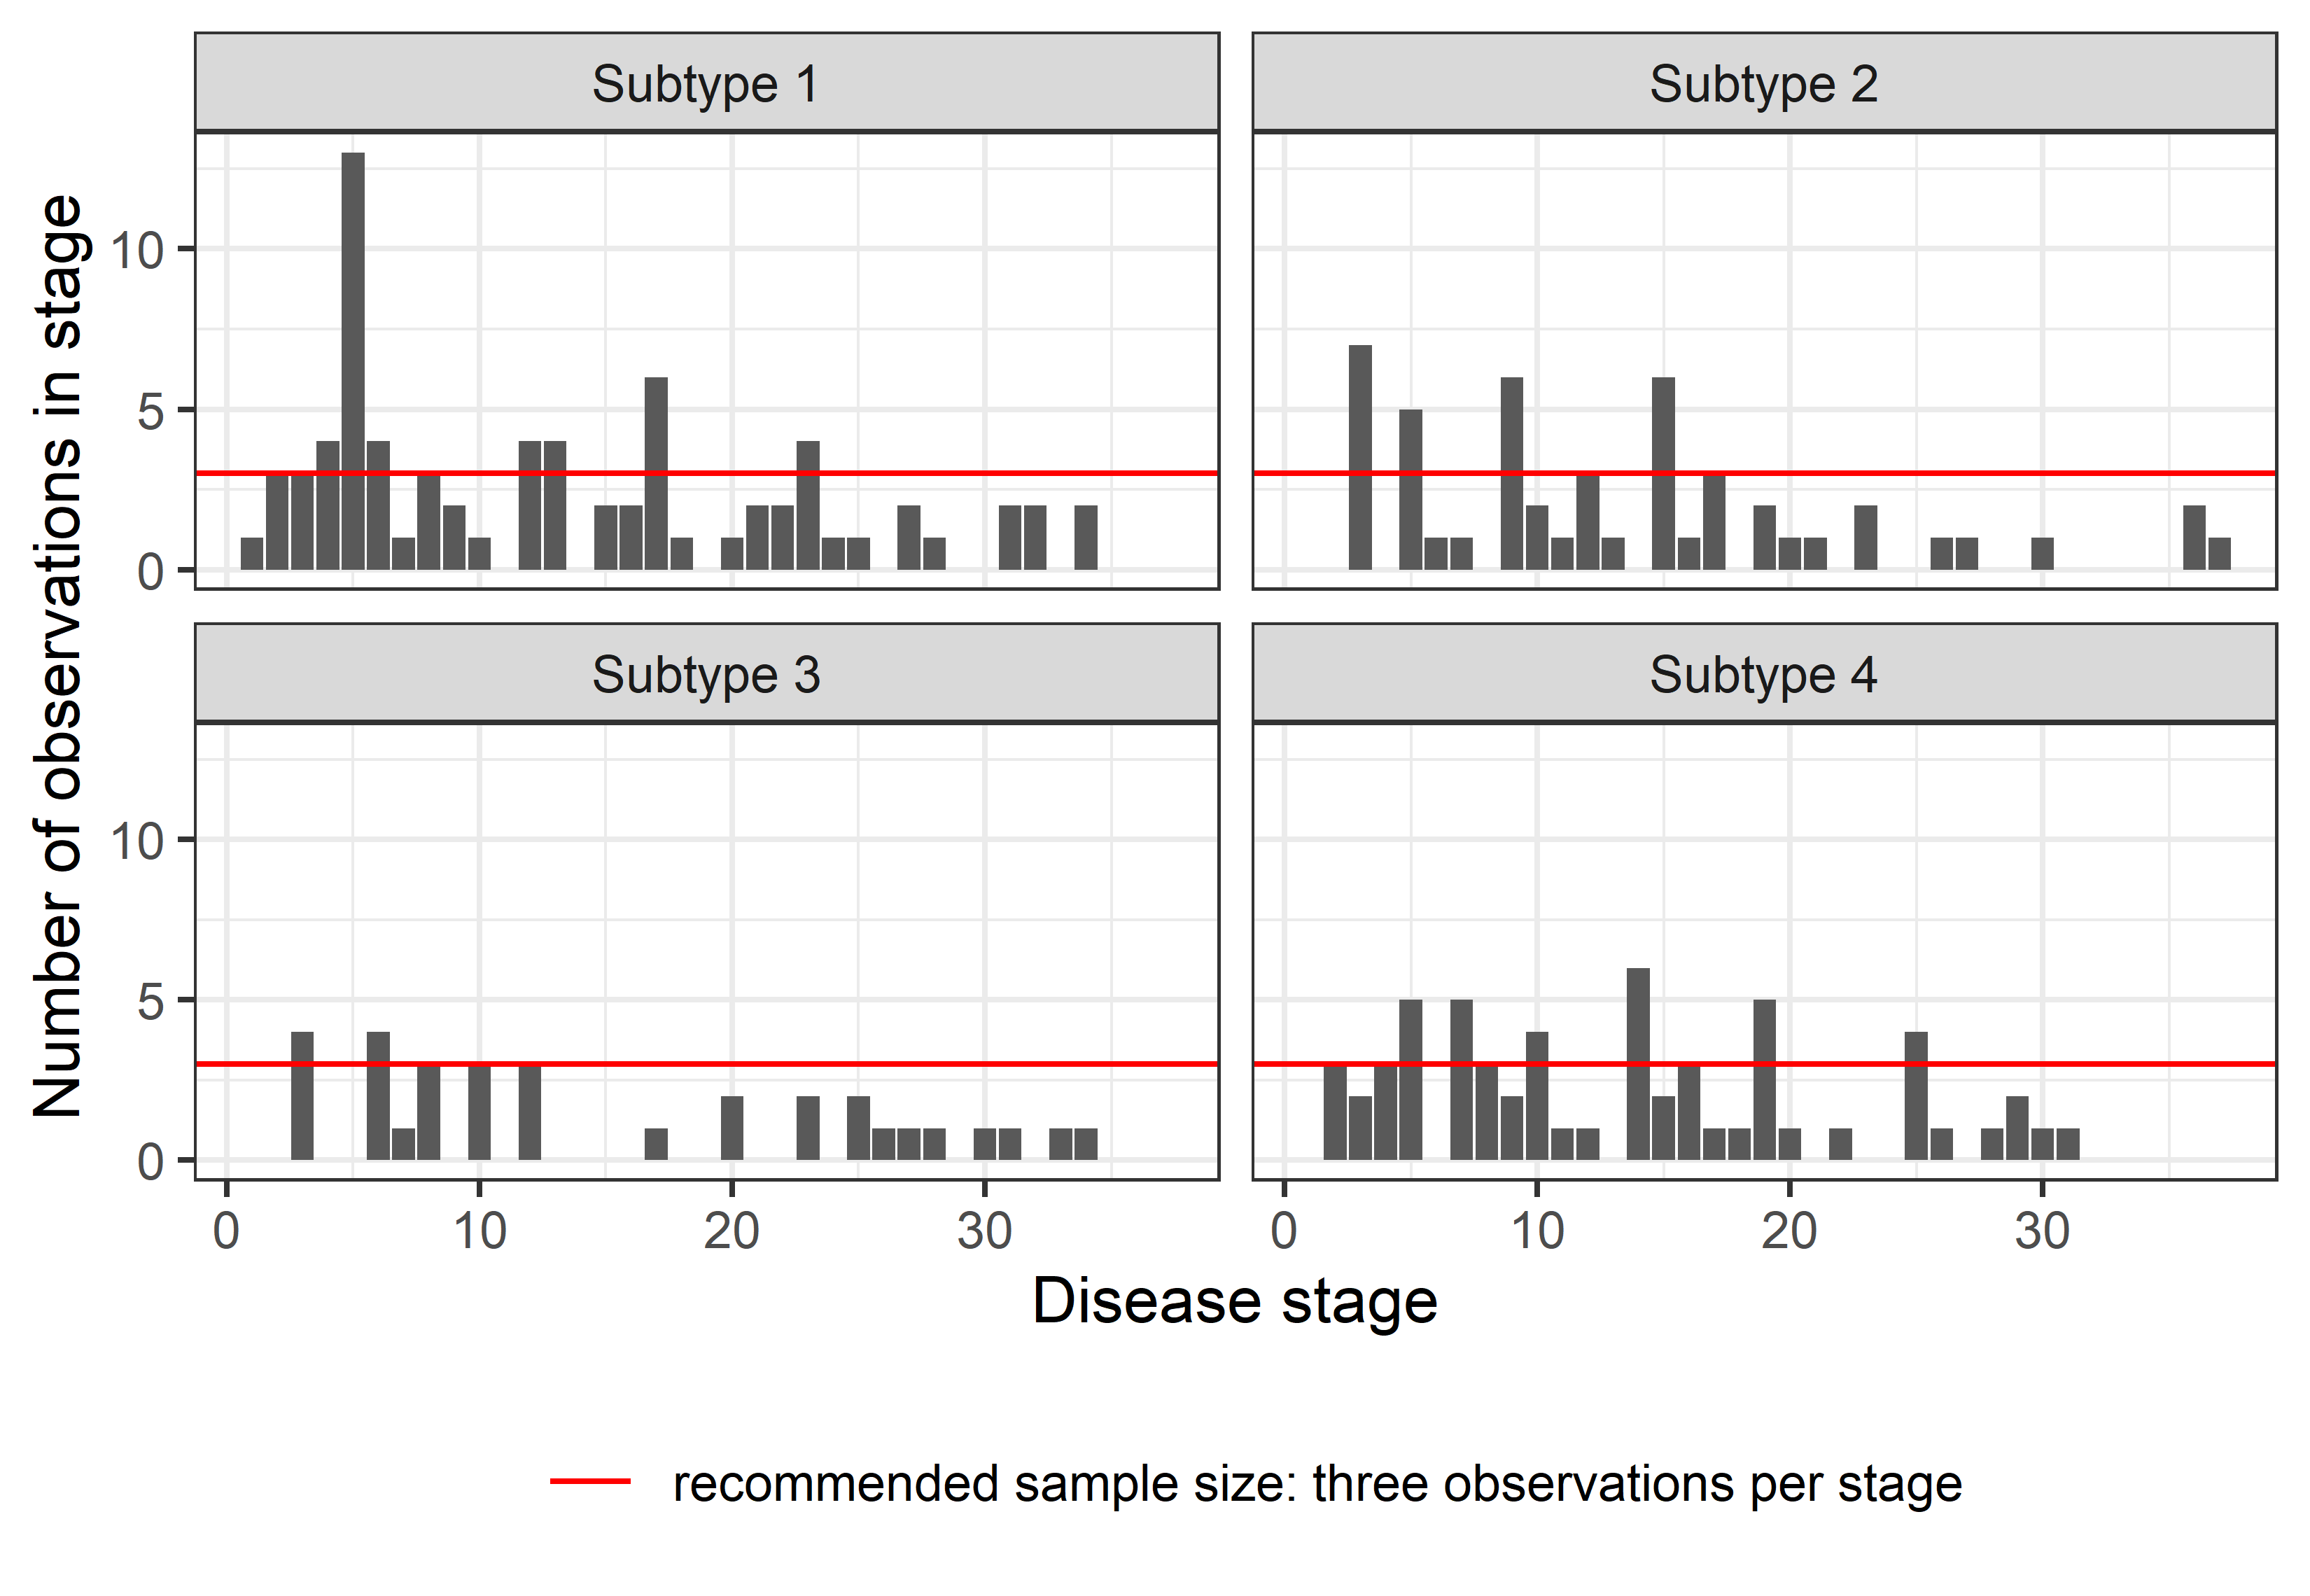 Subtype 1
Subtype 2
Number of observations in stage
10
5
0
Subtype 3
Subtype 4
10
5
0
0
10
20
30
0
10
20
30
Disease stage
recommended sample size: three observations per stage